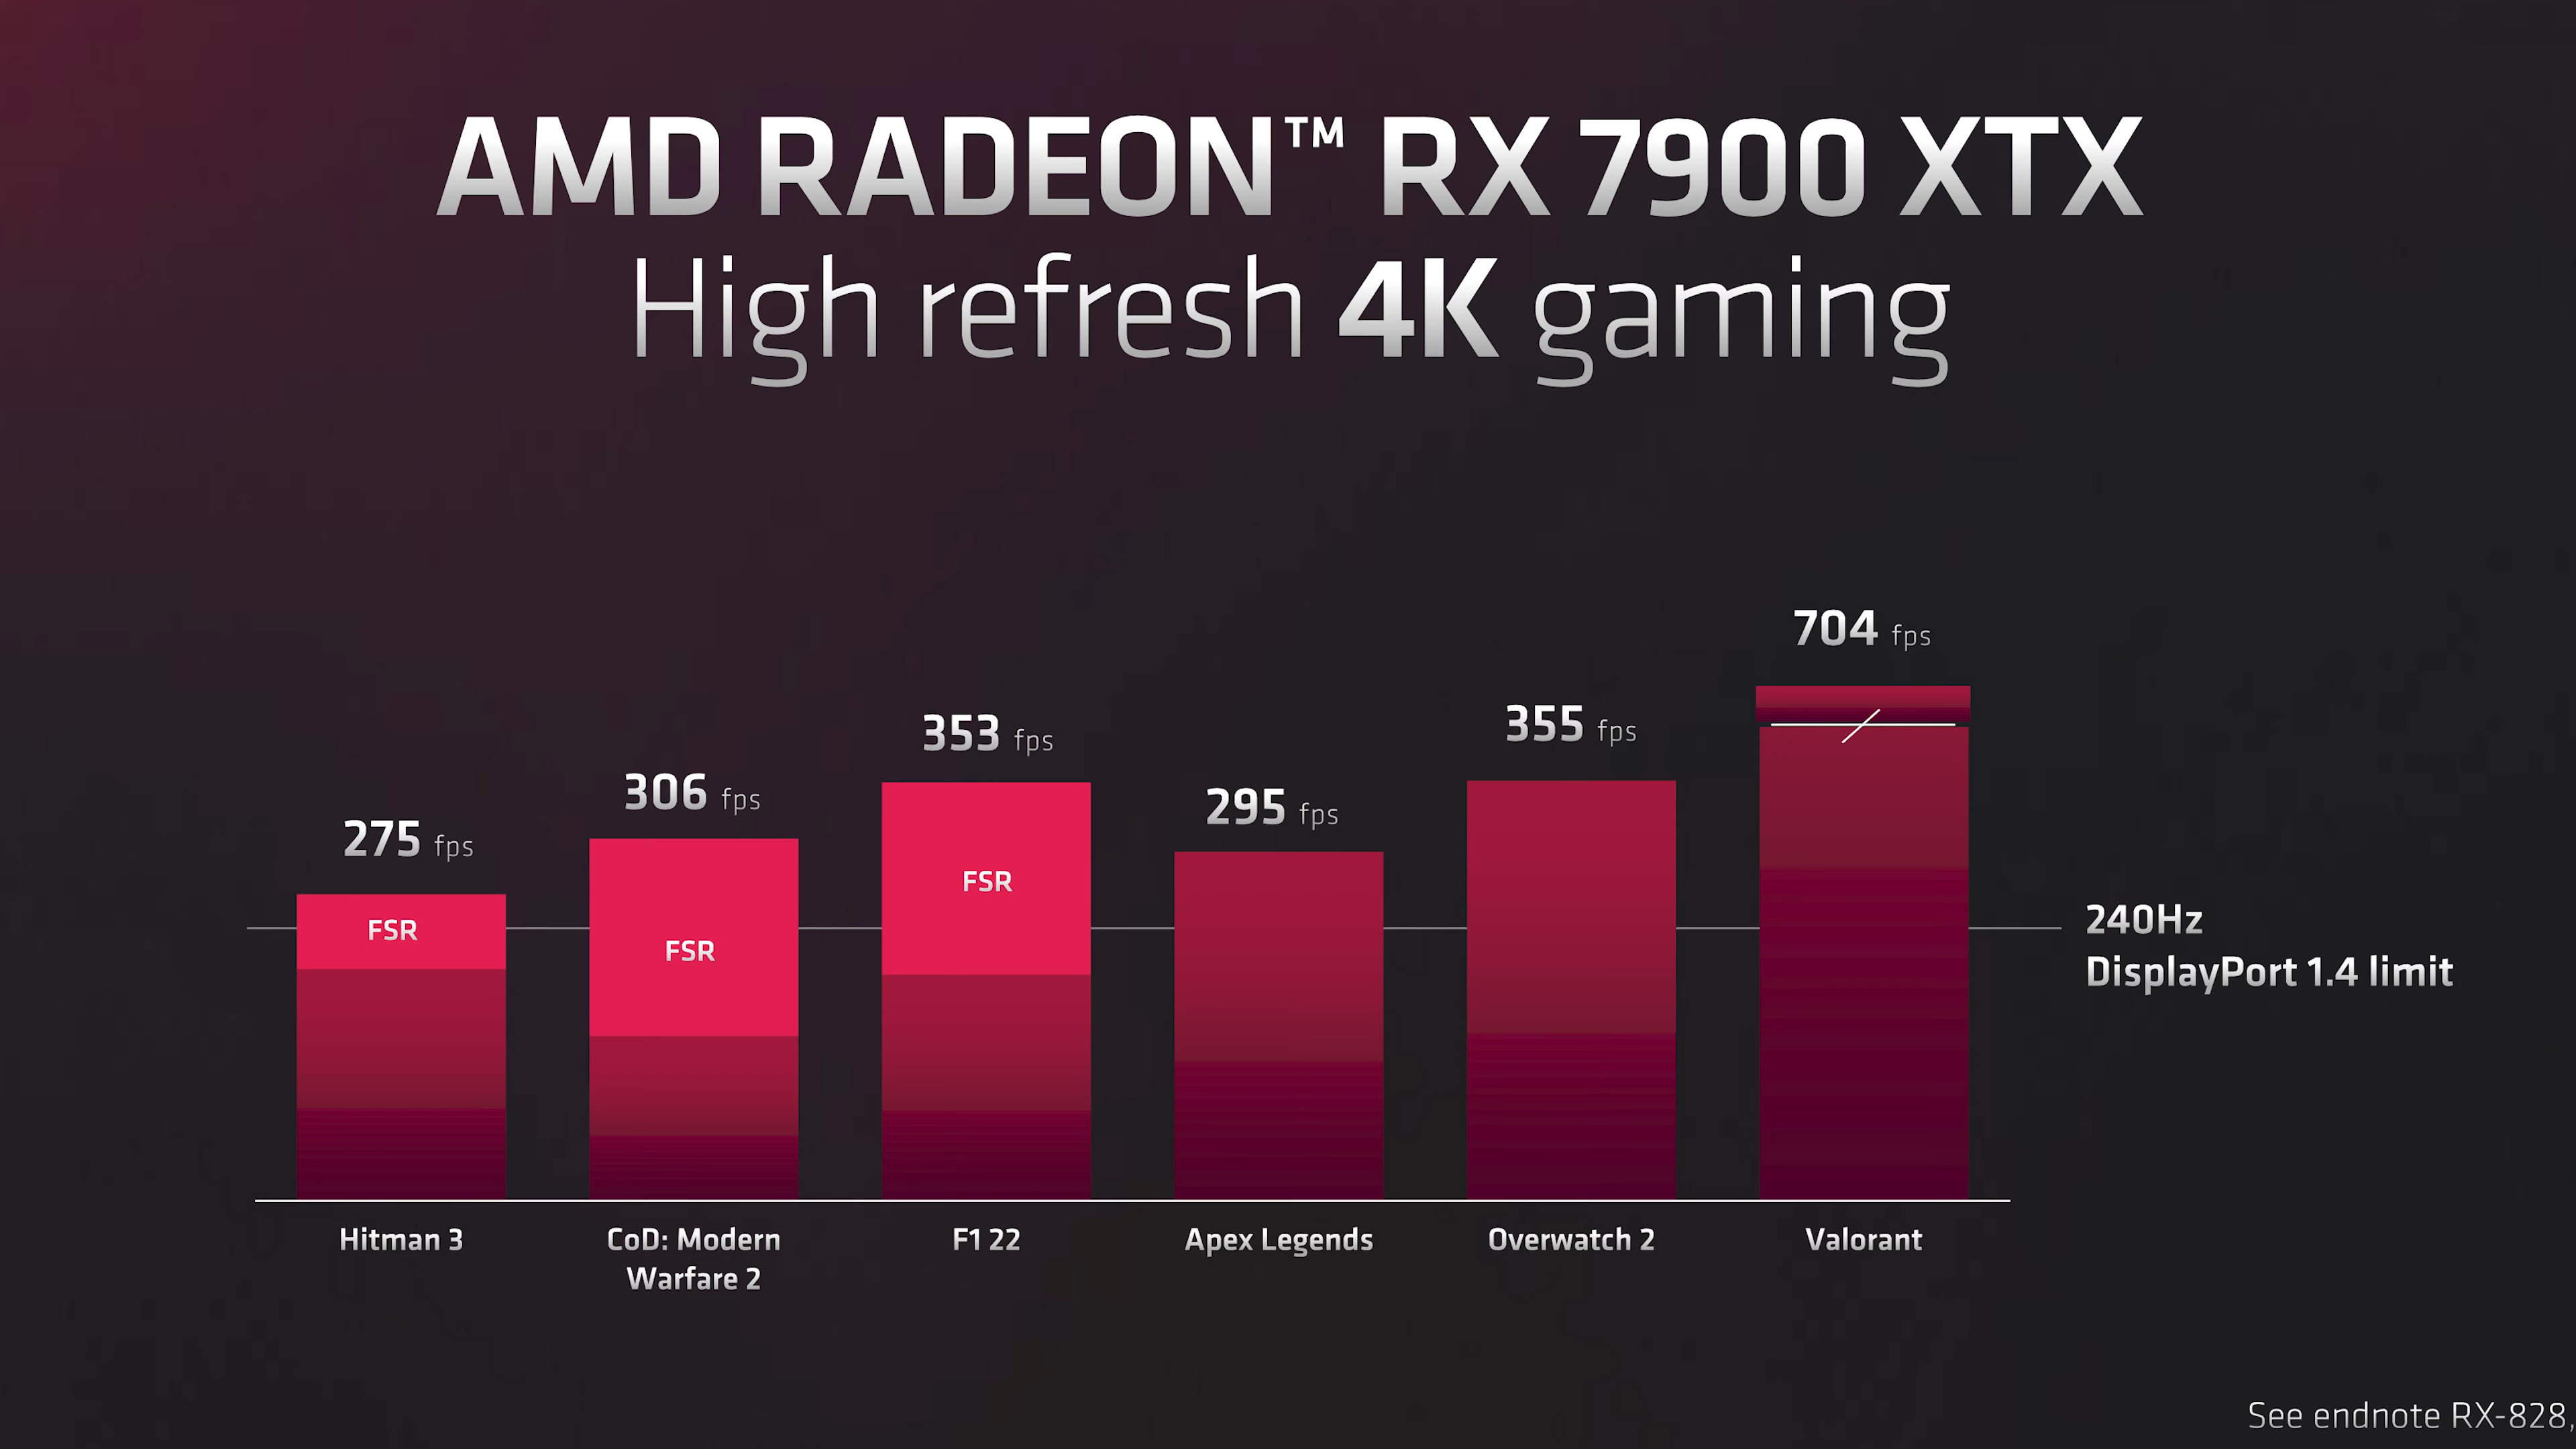 AMD RADEON™ RX 7900 XTX
High refresh 4K gaming
275 fps
306 fps
353 fps
295 fps
355 fps
704 fps
FSR
FSR
FSR
240Hz
DisplayPort 1.4 limit
Hitman 3
CoD: Modern
Warfare 2
F1 22
Apex Legends
Overwatch 2
Valorant
See endnote RX-828,